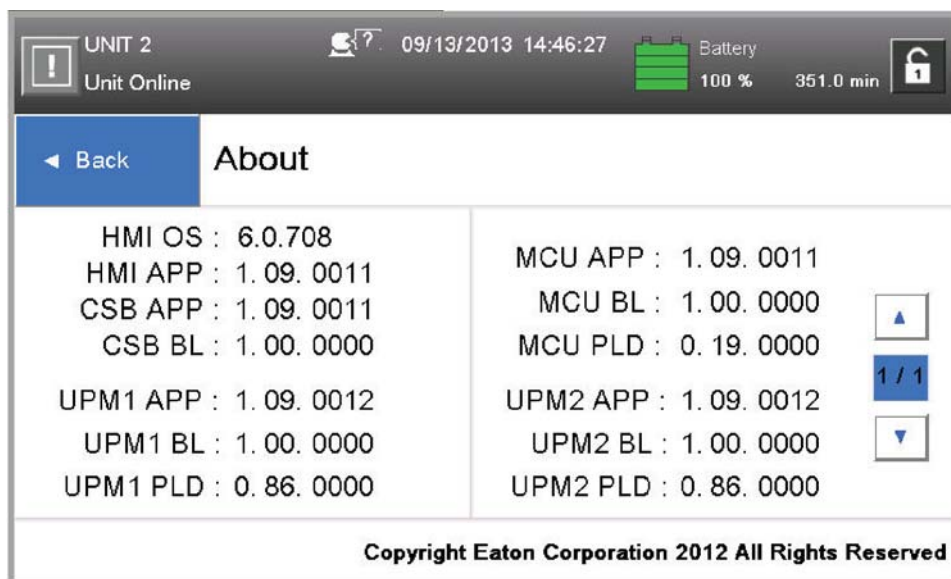 UNIT 2
Unit Online
?
09/13/2013 14:46:27
Battery
100 % 351.0 min
1
◄ Back
About
HMI OS : 6.0.708
HMI APP : 1. 09. 0011
CSB APP : 1. 09. 0011
CSB BL : 1. 00. 0000
UPM1 APP : 1. 09. 0012
UPM1 BL : 1. 00. 0000
UPM1 PLD : 0. 86. 0000
MCU APP : 1. 09. 0011
MCU BL : 1. 00. 0000
MCU PLD : 0. 19. 0000
UPM2 APP : 1. 09. 0012
UPM2 BL : 1. 00. 0000
UPM2 PLD : 0. 86. 0000
1 / 1
Copyright Eaton Corporation 2012 All Rights Reserved